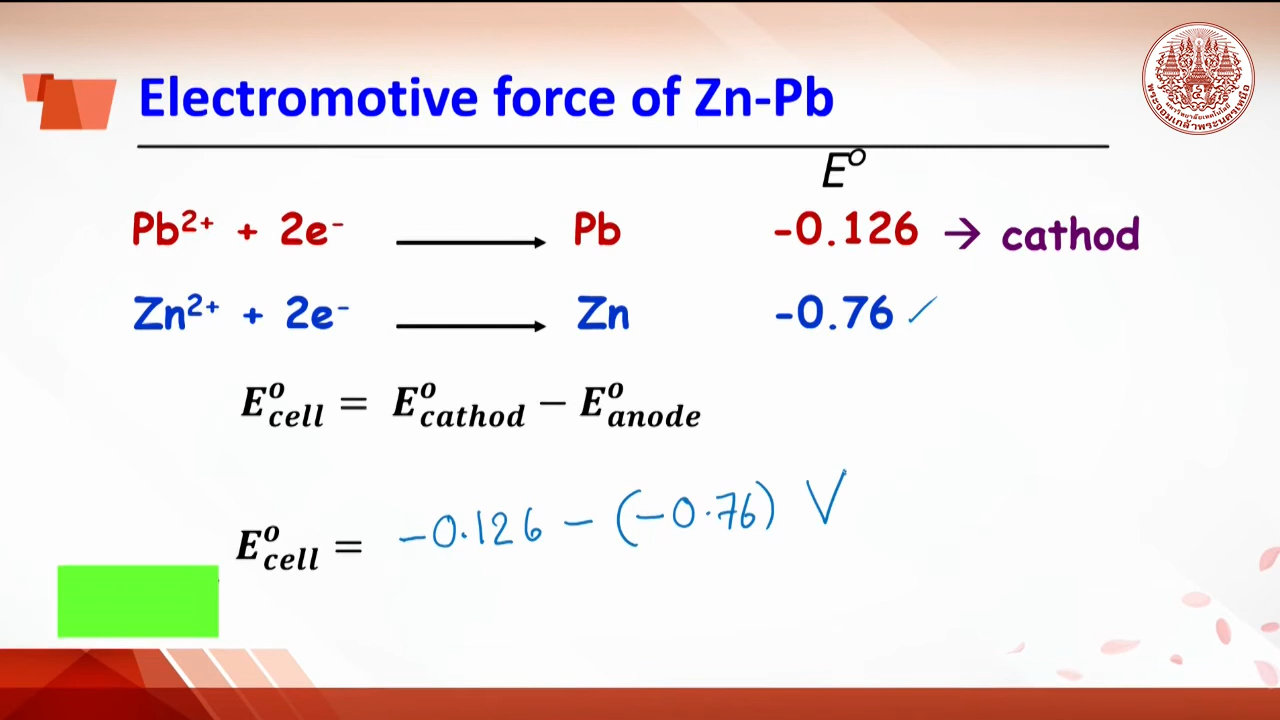 Electromotive force of Zn-Pb
E⁰
Pb²⁺ + 2e⁻ ⟶ Pb -0.126 → cathod
Zn²⁺ + 2e⁻ ⟶ Zn -0.76
E°cell = E°cathod − E°anode
E°cell = -0.126 - (-0.76) V